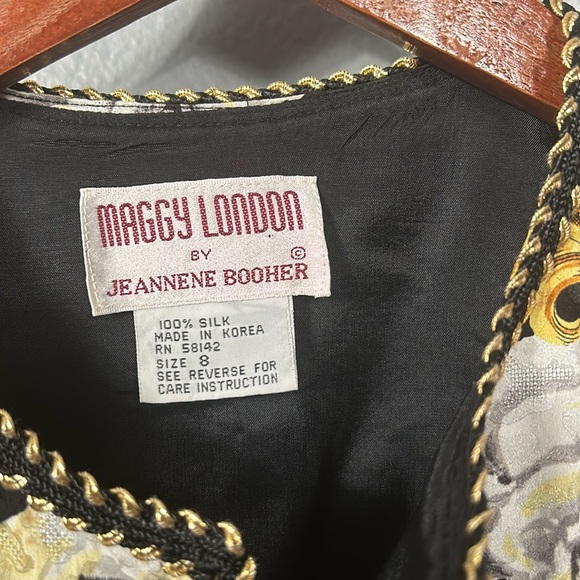 MAGGY LONDON
BY ©
JEANNENE BOOHER
100% SILK
MADE IN KOREA
RN 58142
SIZE 8
SEE REVERSE FOR
CARE INSTRUCTION